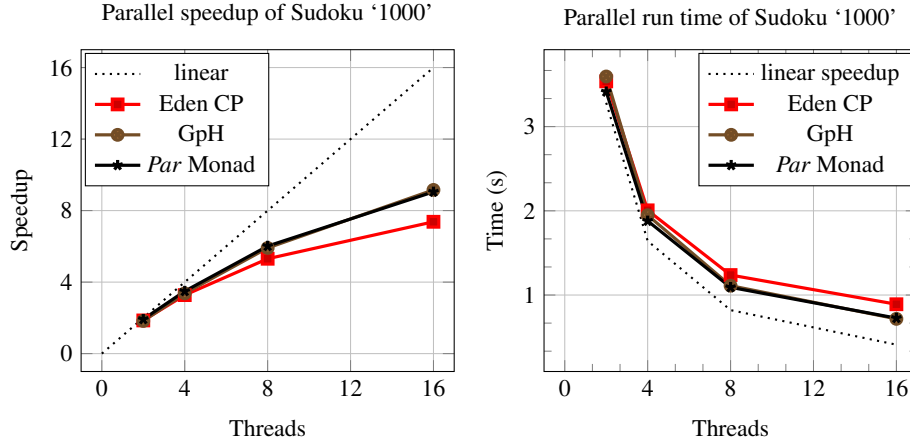 Parallel speedup of Sudoku ‘1000’
16
12
8
4
0
Speedup
linear
Eden CP
GpH
Par Monad
0
4
8
12
16
Threads
Parallel run time of Sudoku ‘1000’
3
2
1
Time (s)
linear speedup
Eden CP
GpH
Par Monad
0
4
8
12
16
Threads